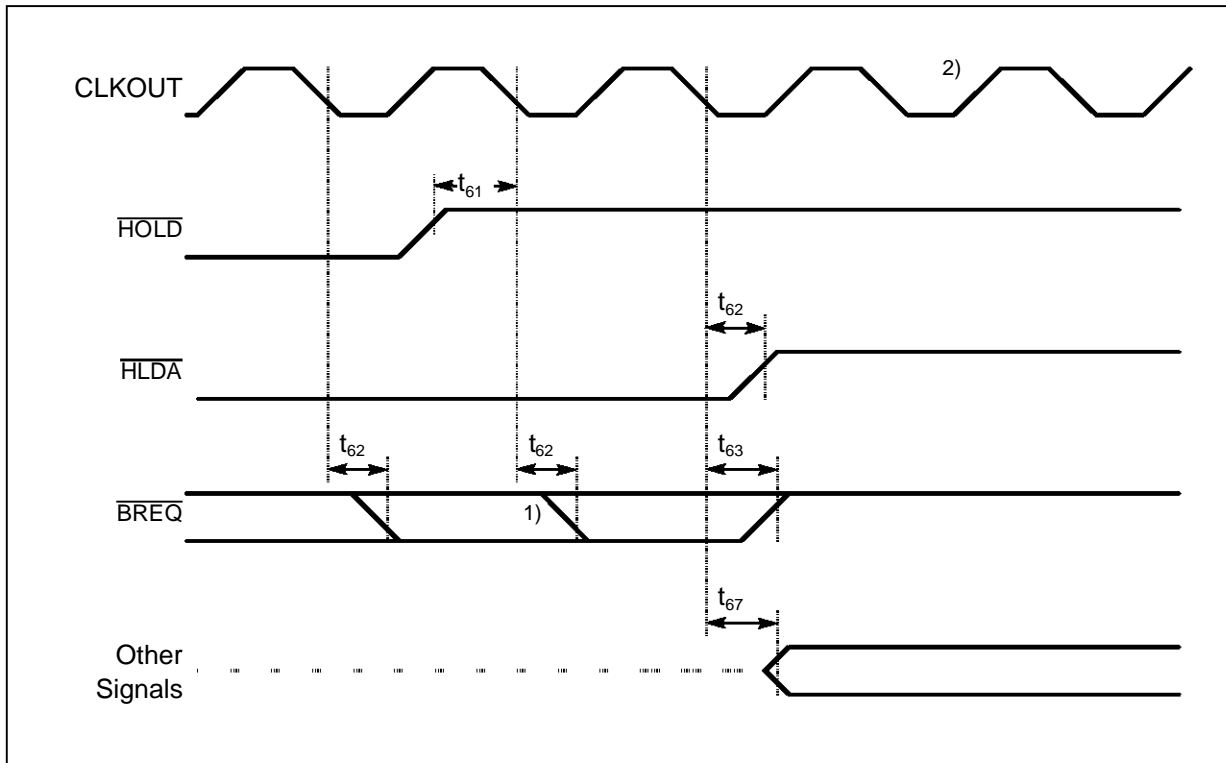 2)
CLKOUT
t61
HOLD
t62
HLDA
t62 t62 t63
BREQ
1)
t67
Other
Signals